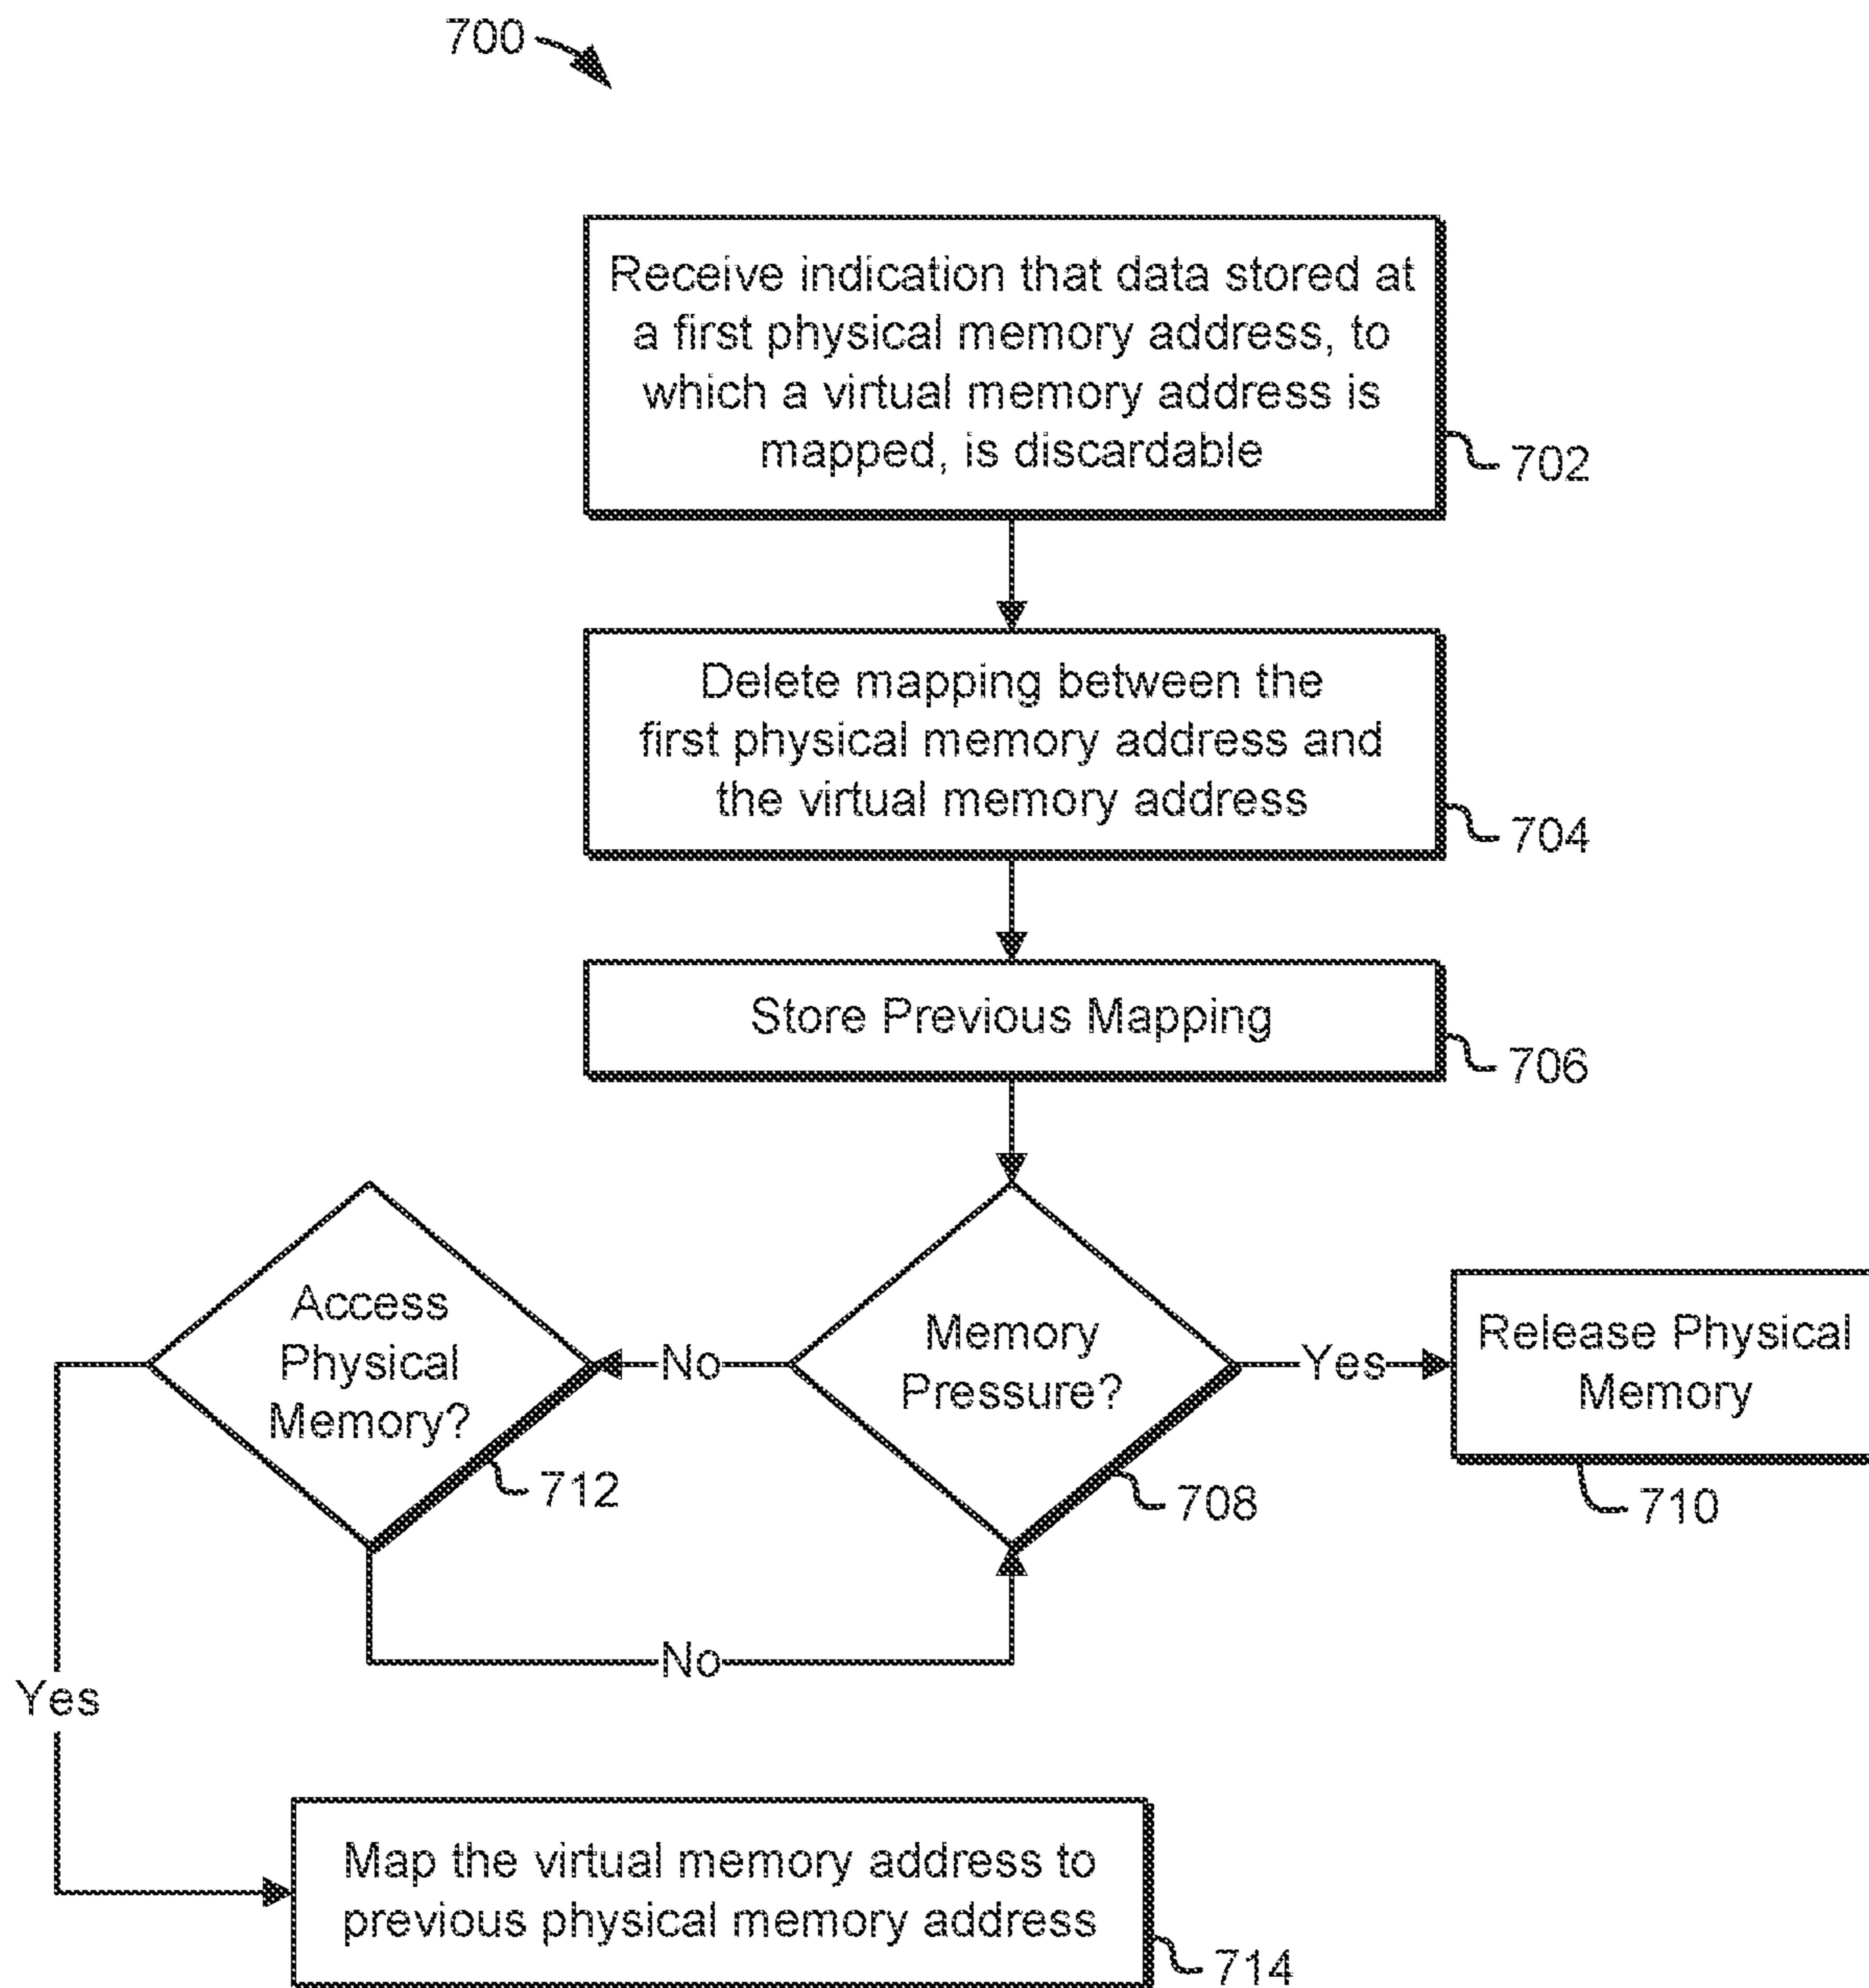 700
Receive indication that data stored at
a first physical memory address, to
which a virtual memory address is
mapped, is discardable
702
Delete mapping between the
first physical memory address and
the virtual memory address
704
Store Previous Mapping
706
Access
Physical
Memory?
712
No
Memory
Pressure?
708
Yes
Release Physical
Memory
710
No
Yes
Map the virtual memory address to
previous physical memory address
714